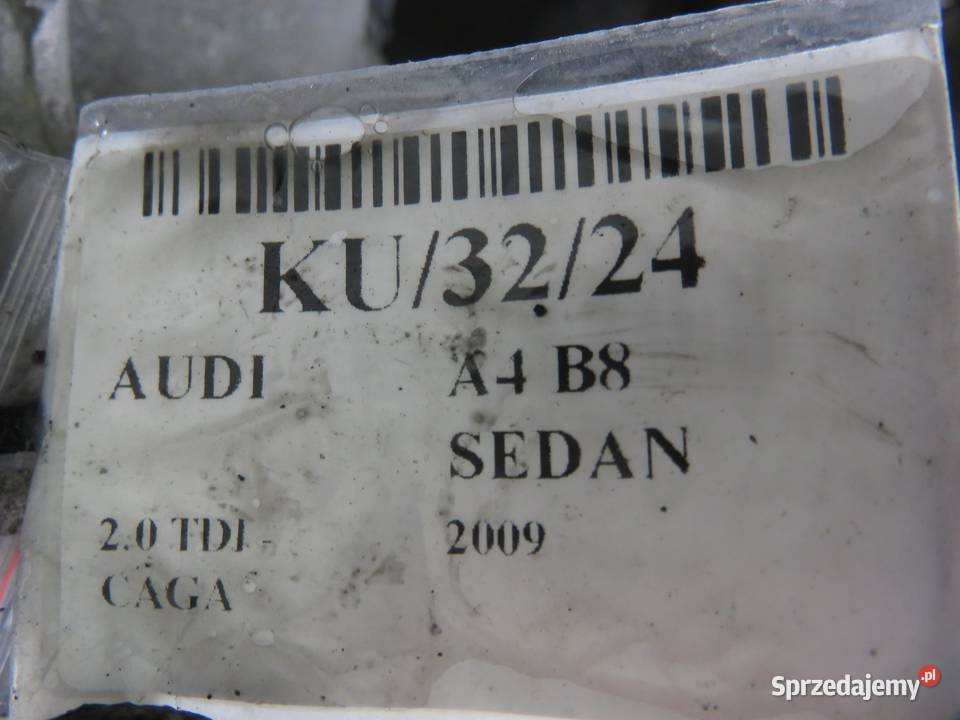 KU/32/24
AUDI A4 B8
SEDAN
2.0 TDI - 2009
CAGA
Sprzedajemy.pl